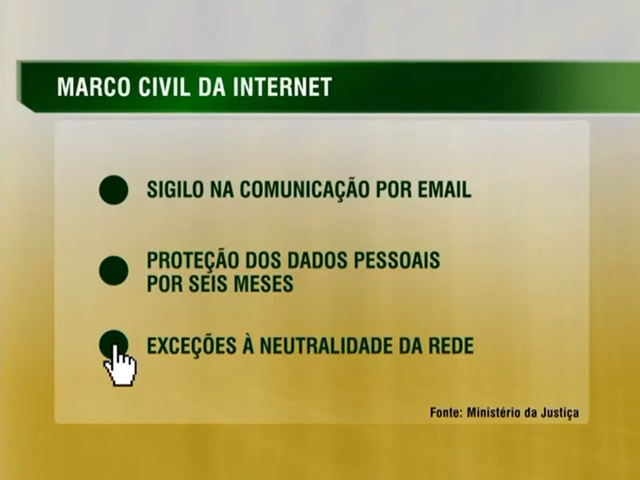 MARCO CIVIL DA INTERNET
SIGILO NA COMUNICAÇÃO POR EMAIL
PROTEÇÃO DOS DADOS PESSOAIS
POR SEIS MESES
EXCEÇÕES À NEUTRALIDADE DA REDE
Fonte: Ministério da Justiça